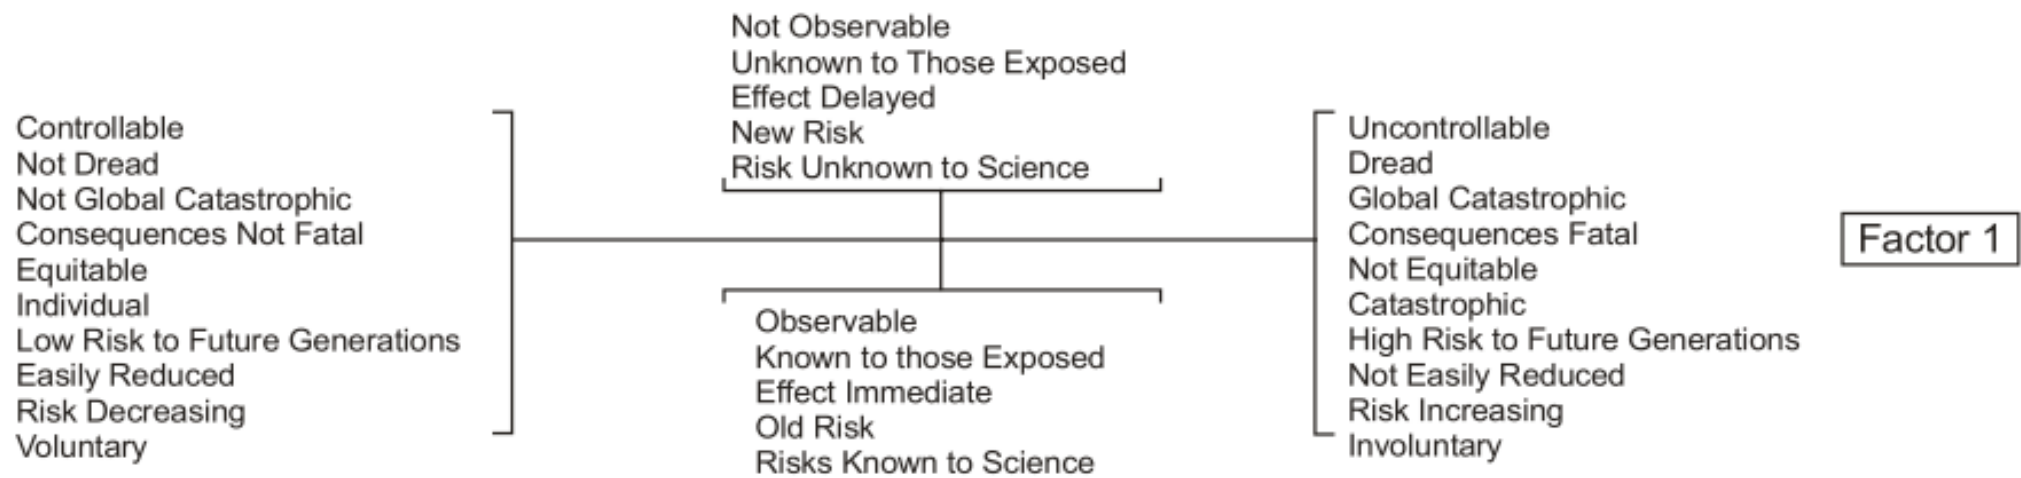 Not Observable
Unknown to Those Exposed
Effect Delayed
New Risk
Risk Unknown to Science
Controllable
Not Dread
Not Global Catastrophic
Consequences Not Fatal
Equitable
Individual
Low Risk to Future Generations
Easily Reduced
Risk Decreasing
Voluntary
Uncontrollable
Dread
Global Catastrophic
Consequences Fatal
Not Equitable
Catastrophic
High Risk to Future Generations
Not Easily Reduced
Risk Increasing
Involuntary
Factor 1
Observable
Known to those Exposed
Effect Immediate
Old Risk
Risks Known to Science